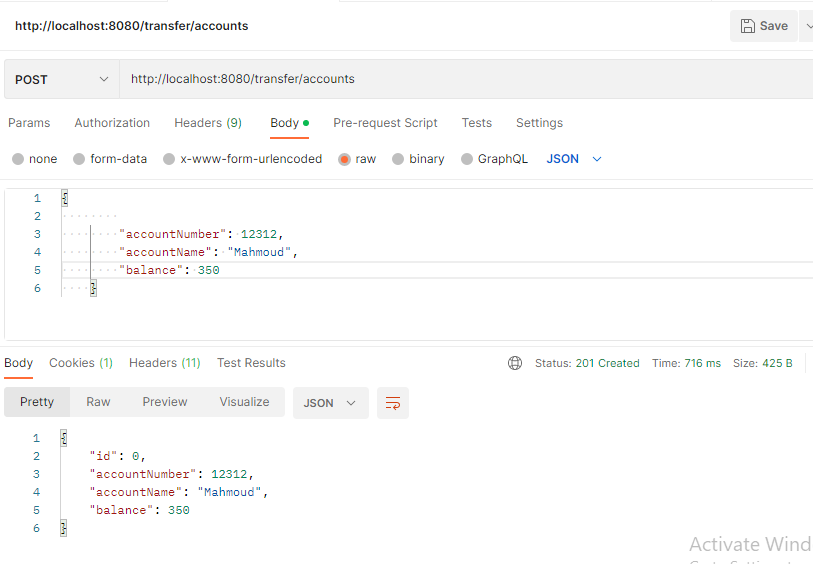 http://localhost:8080/transfer/accounts Save
POST http://localhost:8080/transfer/accounts
Params Authorization Headers (9) Body Pre-request Script Tests Settings
none form-data x-www-form-urlencoded raw binary GraphQL JSON
1 {
2
3 "accountNumber": 12312,
4 "accountName": "Mahmoud",
5 "balance": 350
6 }
Body Cookies (1) Headers (11) Test Results Status: 201 Created Time: 716 ms Size: 425 B
Pretty Raw Preview Visualize JSON
1 {
2 "id": 0,
3 "accountNumber": 12312,
4 "accountName": "Mahmoud",
5 "balance": 350
6 }
Activate Wind